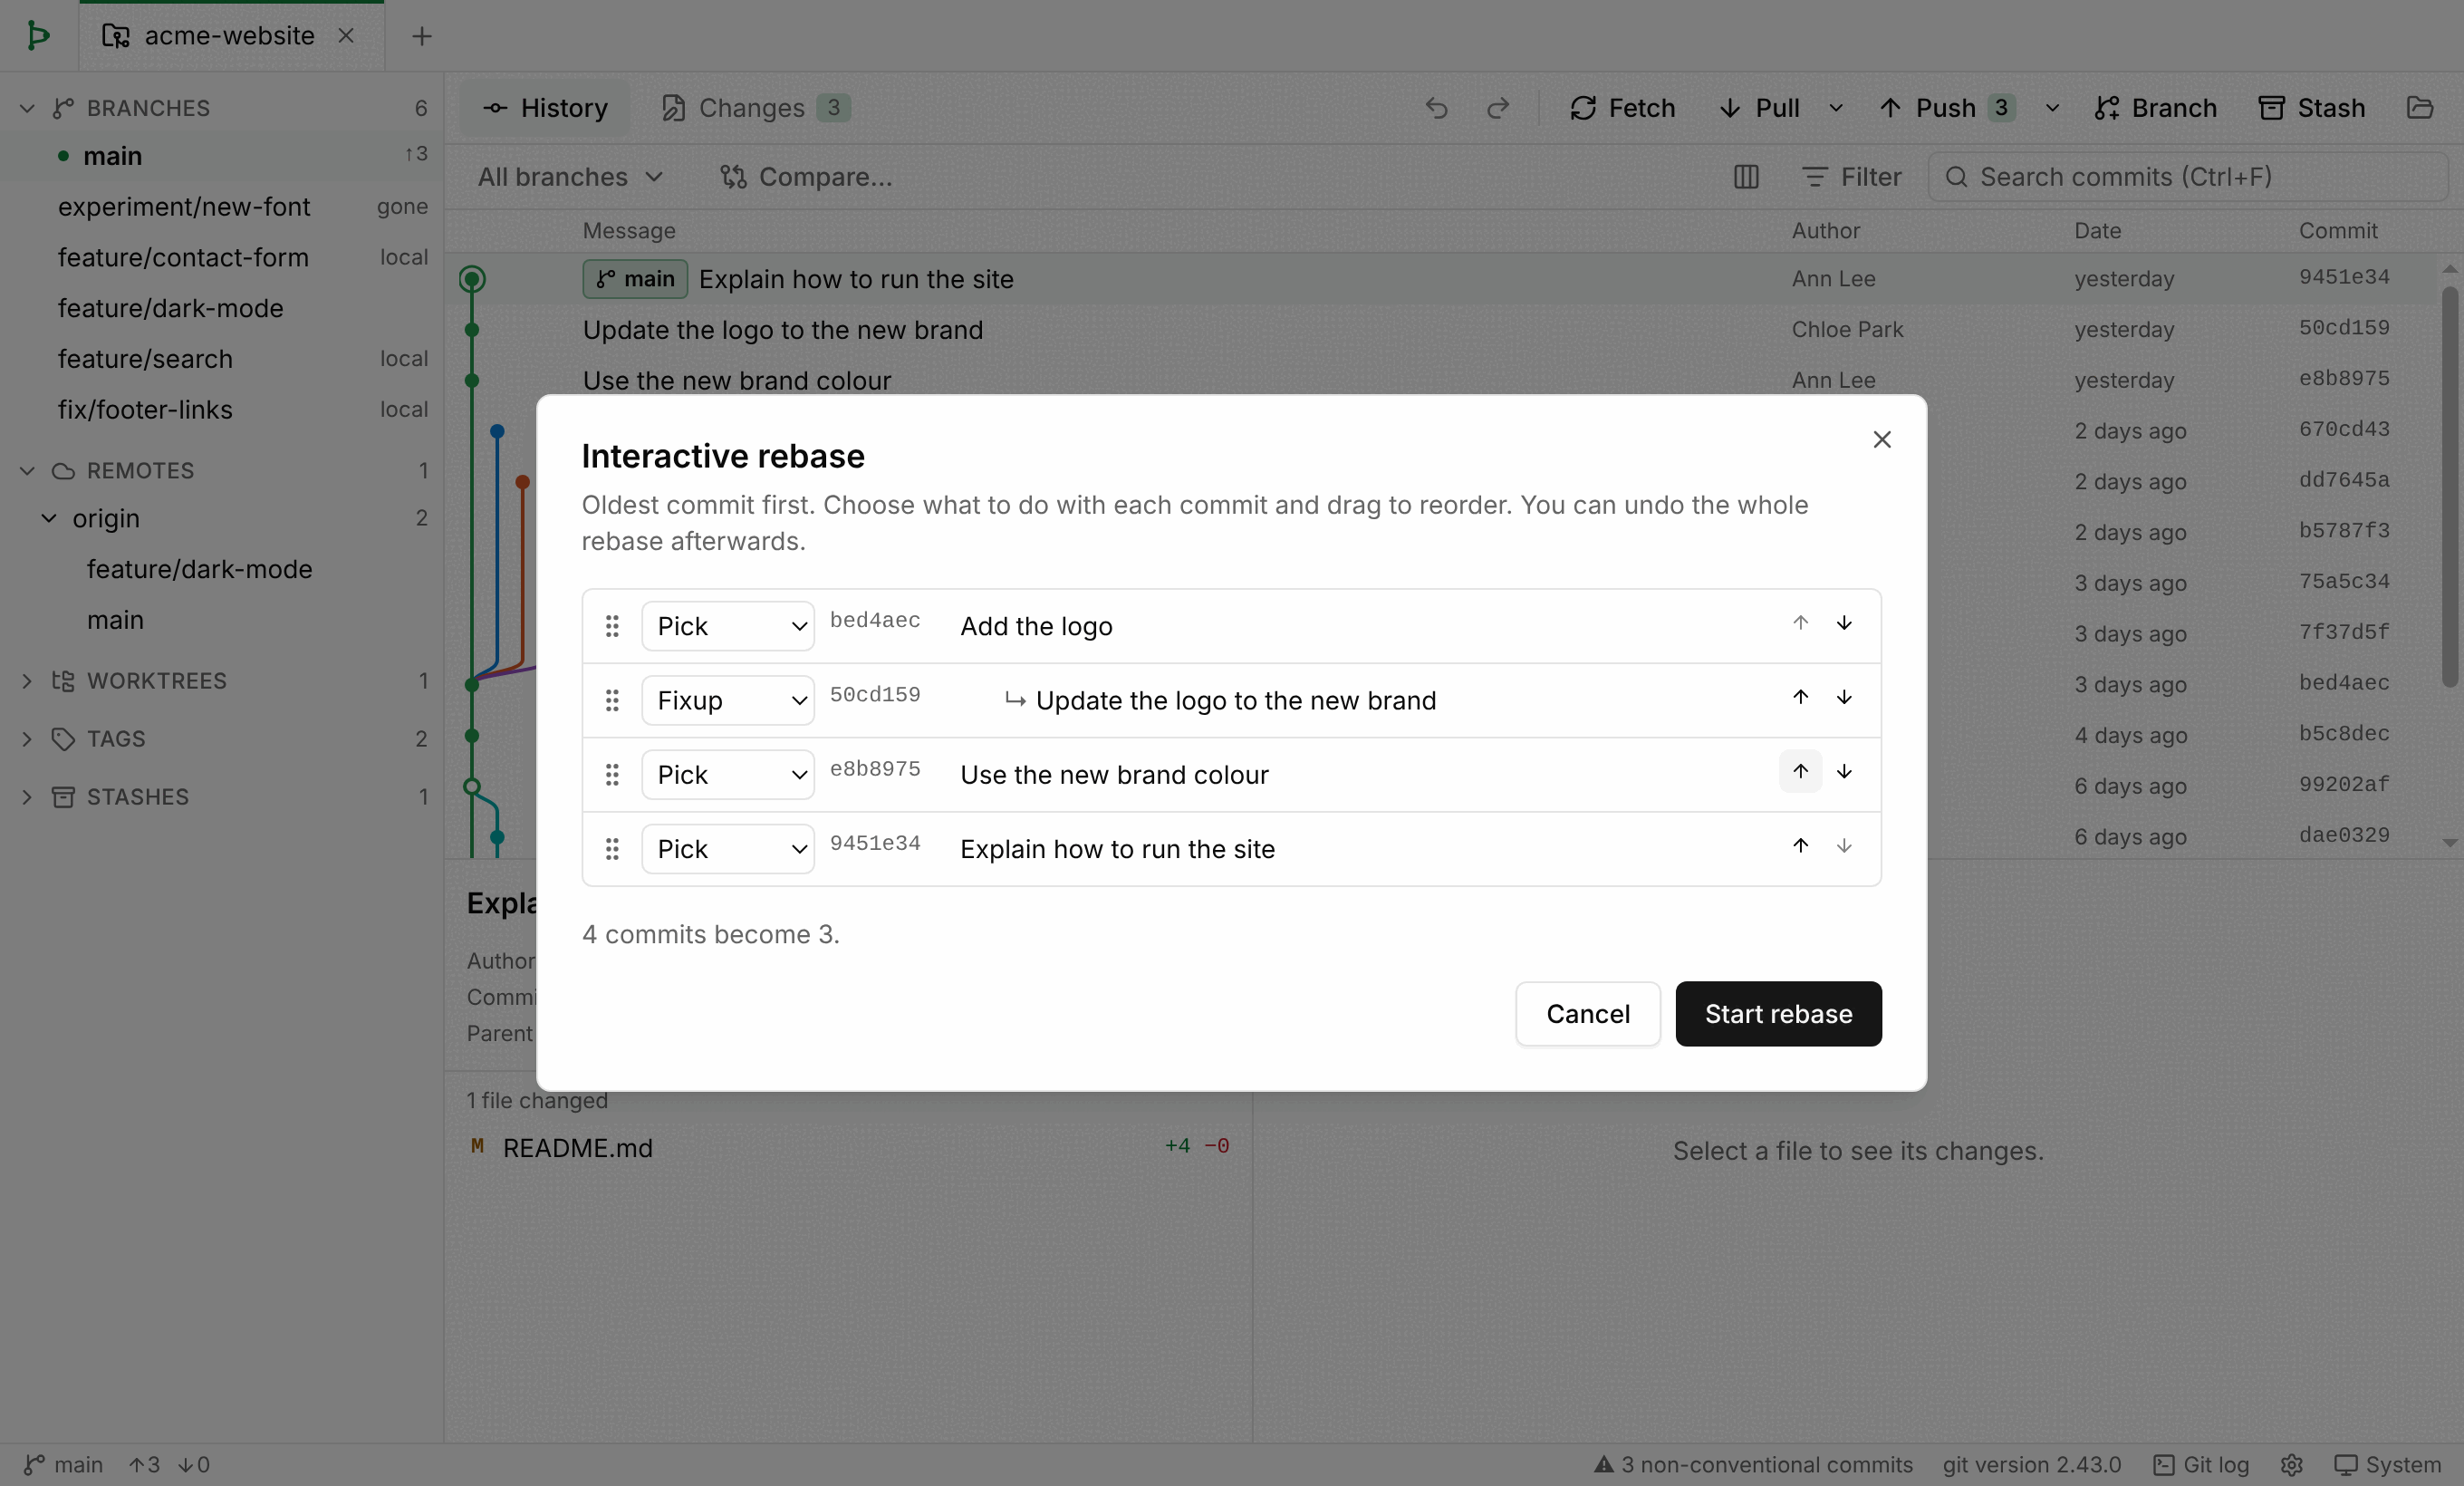 acme-website
BRANCHES 6
main ↑3
experiment/new-font gone
feature/contact-form local
feature/dark-mode
feature/search local
fix/footer-links local
REMOTES 1
origin 2
feature/dark-mode
main
WORKTREES 1
TAGS 2
STASHES 1
History Changes 3 Fetch Pull Push 3 Branch Stash
All branches Compare... Filter Search commits (Ctrl+F)
Message Author Date Commit
main Explain how to run the site Ann Lee yesterday 9451e34
Update the logo to the new brand Chloe Park yesterday 50cd159
Use the new brand colour Ann Lee yesterday e8b8975
2 days ago 670cd43
2 days ago dd7645a
2 days ago b5787f3
3 days ago 75a5c34
3 days ago 7f37d5f
3 days ago bed4aec
4 days ago b5c8dec
6 days ago 99202af
6 days ago dae0329
Interactive rebase
Oldest commit first. Choose what to do with each commit and drag to reorder. You can undo the whole
rebase afterwards.
Pick bed4aec Add the logo
Fixup 50cd159 Update the logo to the new brand
Pick e8b8975 Use the new brand colour
Pick 9451e34 Explain how to run the site
4 commits become 3.
Cancel Start rebase
Expla
Author
Commi
Parent
1 file changed
M README.md +4 −0
Select a file to see its changes.
main ↑3 ↓0 3 non-conventional commits git version 2.43.0 Git log System